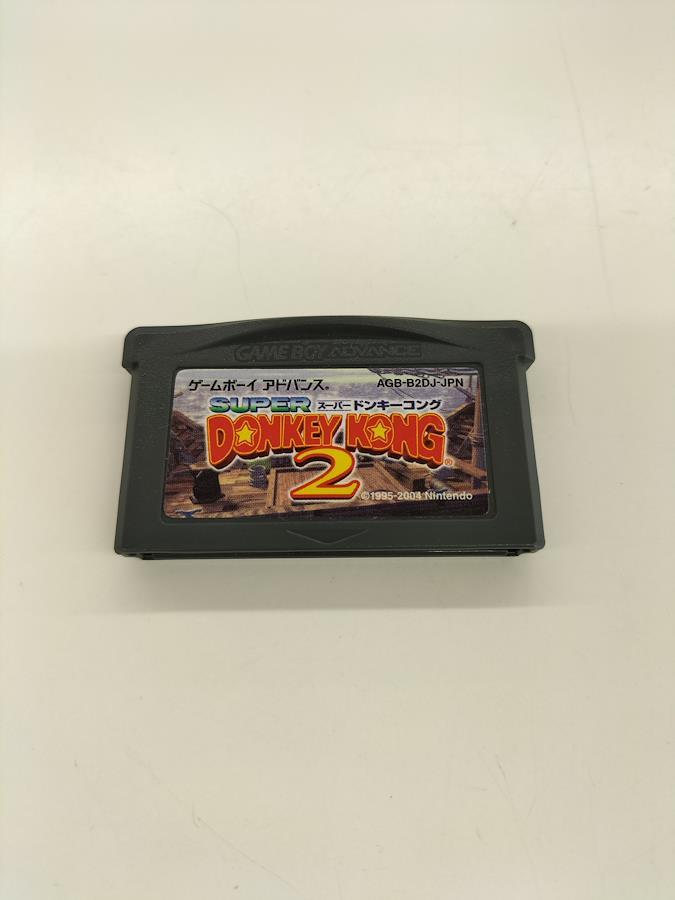 GAME BOY ADVANCE
ゲームボーイ アドバンス®
AGB-B2DJ-JPN
SUPER スーパードンキーコング
DONKEY KONG®
2
©1995-2004 Nintendo